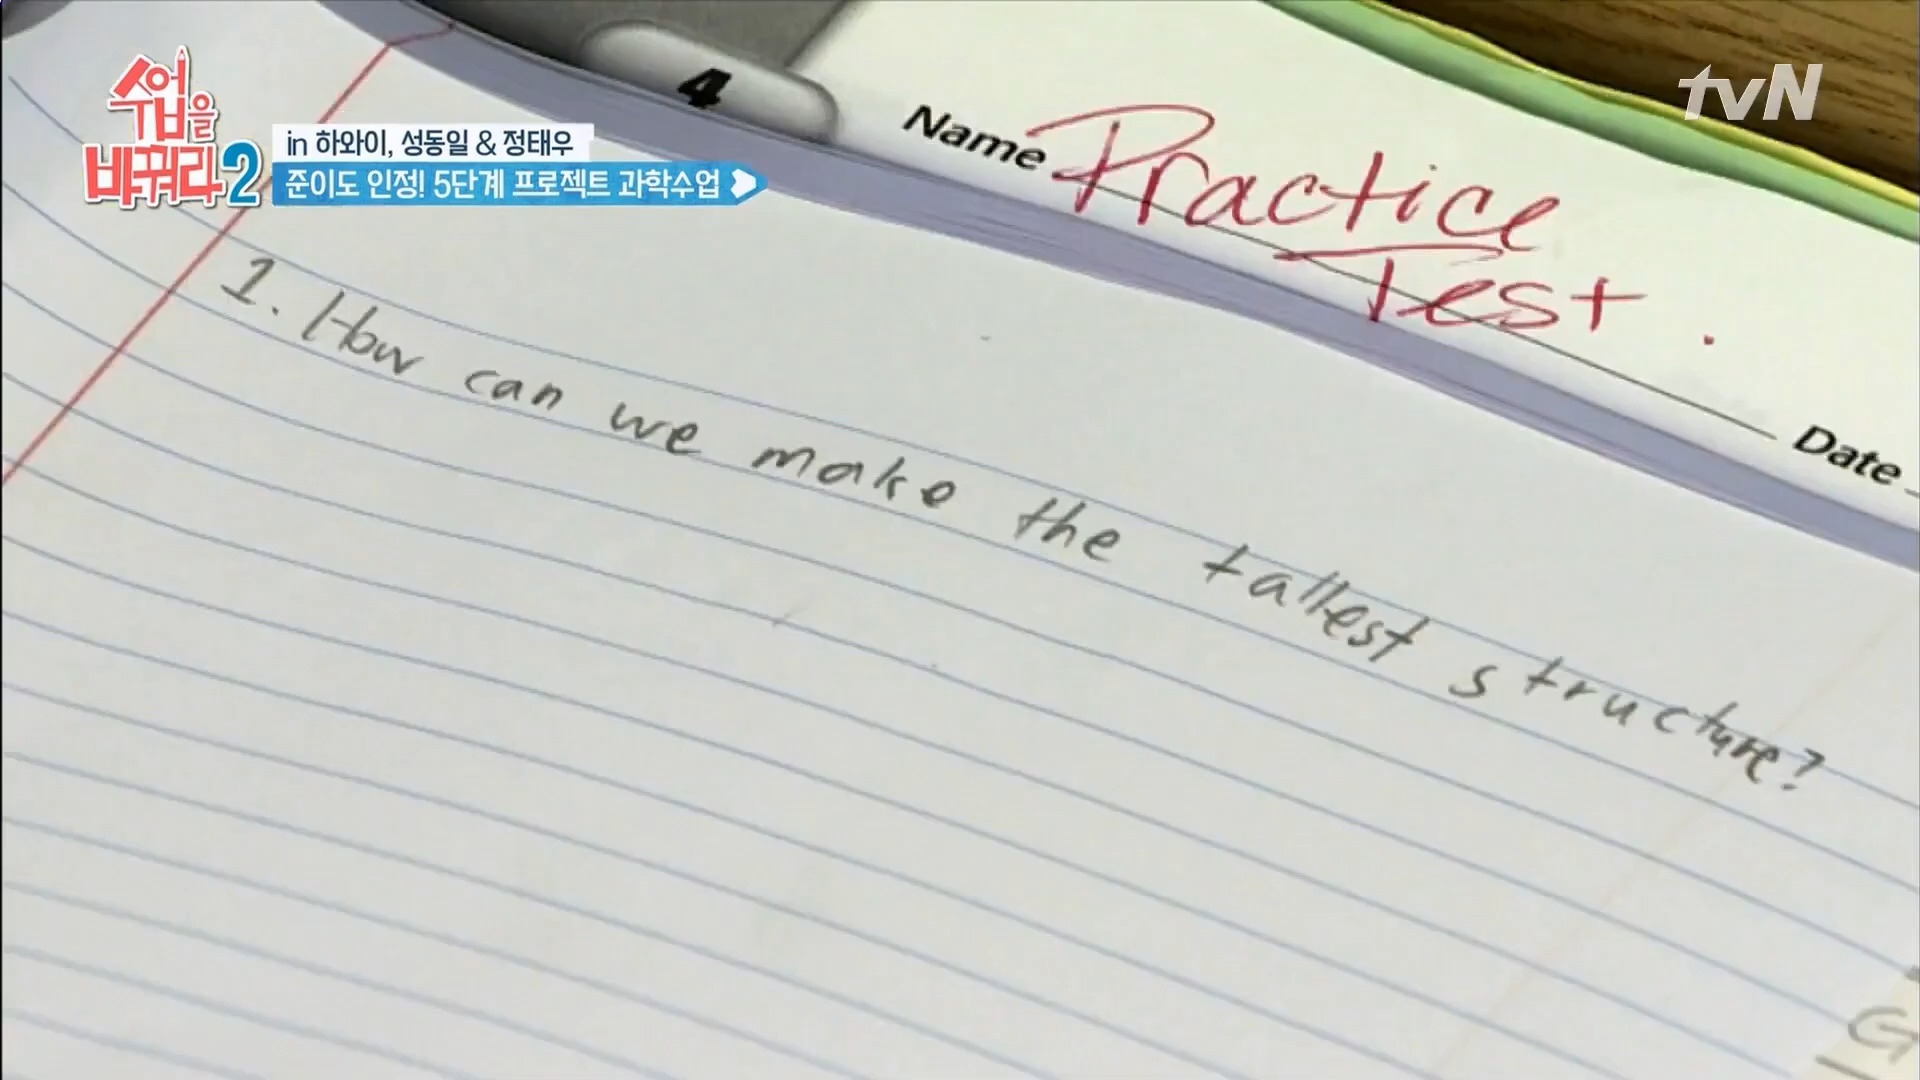 수업을
바꿔라2
in 하와이, 성동일 & 정태우
준이도 인정! 5단계 프로젝트 과학수업
tvN
4
Name Practice
Test.
Date
1. How can we make the tallest structure?